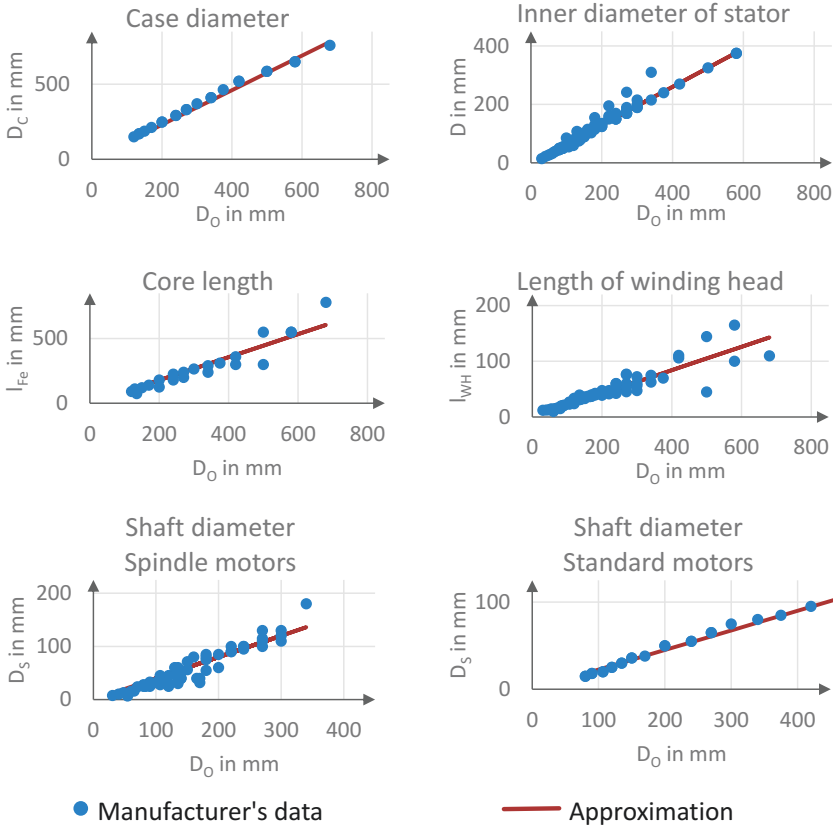 Case diameter
D_C in mm
500
0
0 200 400 600 800
D_O in mm
Inner diameter of stator
D in mm
400
200
0
0 200 400 600 800
D_O in mm
Core length
l_Fe in mm
500
0
0 200 400 600 800
D_O in mm
Length of winding head
l_WH in mm
200
100
0
0 200 400 600 800
D_O in mm
Shaft diameter
Spindle motors
D_S in mm
200
100
0
0 100 200 300 400
D_O in mm
Shaft diameter
Standard motors
D_S in mm
100
0
0 100 200 300 400
D_O in mm
Manufacturer's data
Approximation